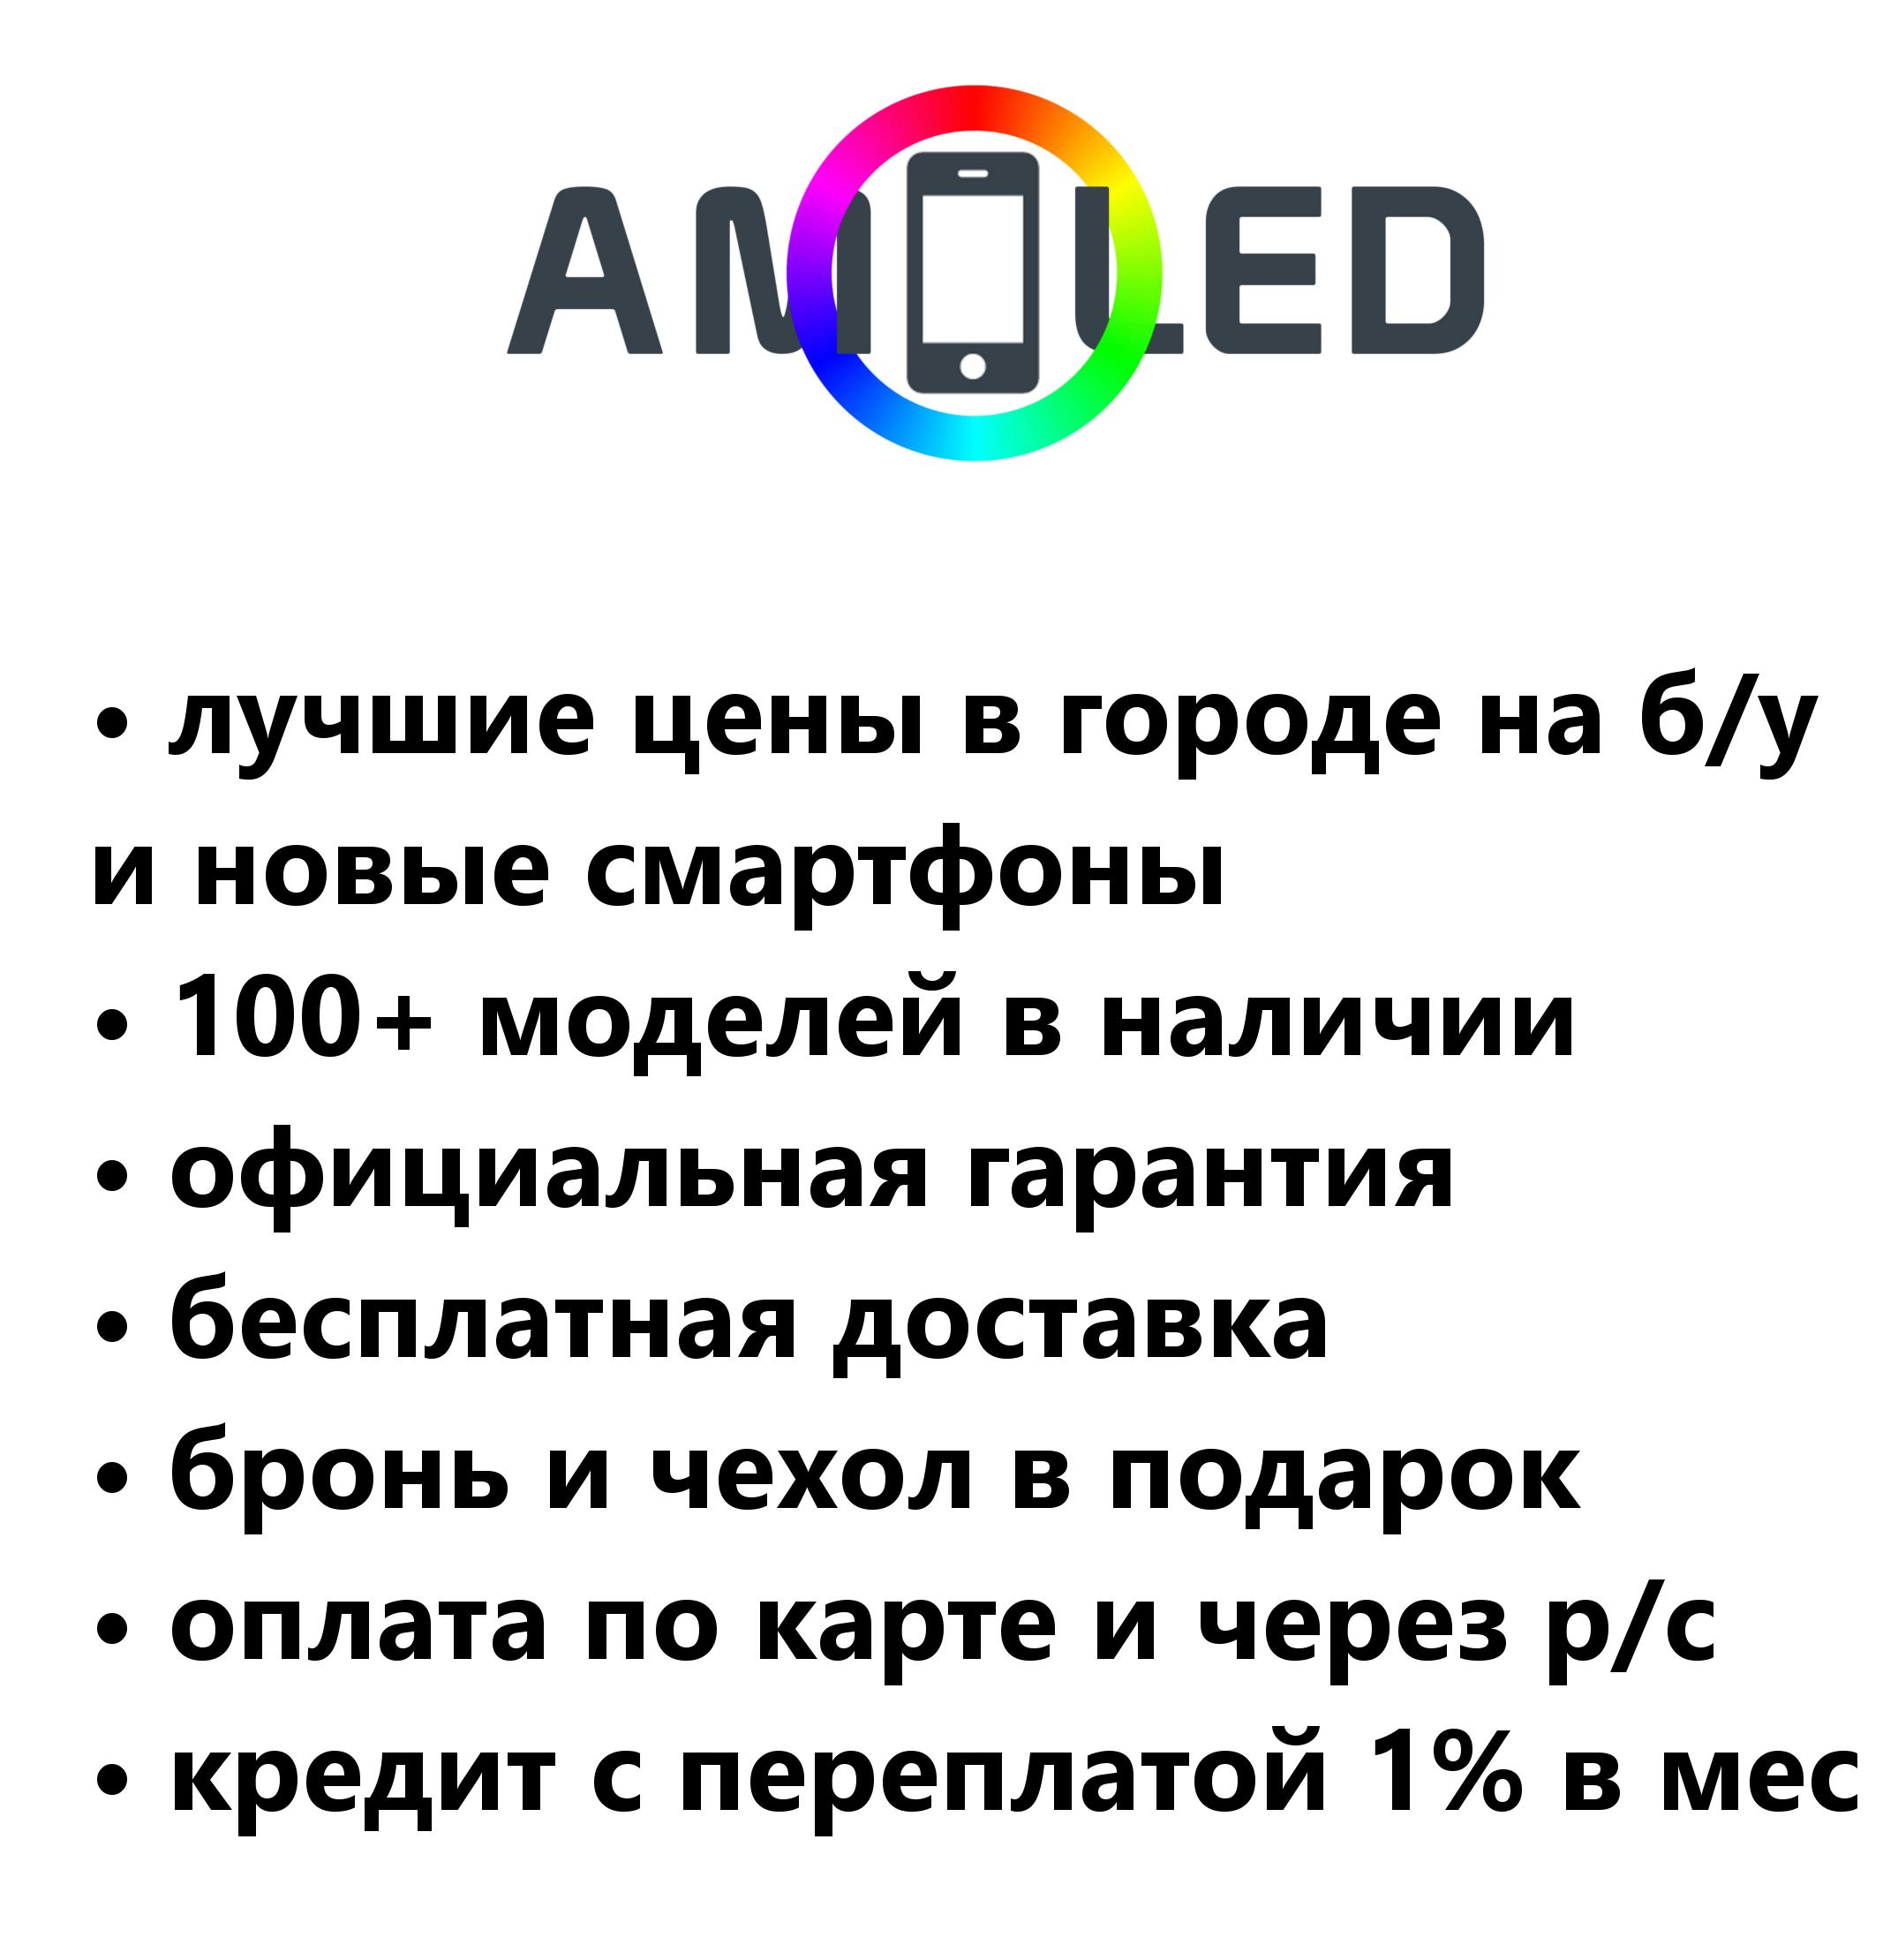 AMOLED
• лучшие цены в городе на б/у
и новые смартфоны
• 100+ моделей в наличии
• официальная гарантия
• бесплатная доставка
• бронь и чехол в подарок
• оплата по карте и через р/с
• кредит с переплатой 1% в мес